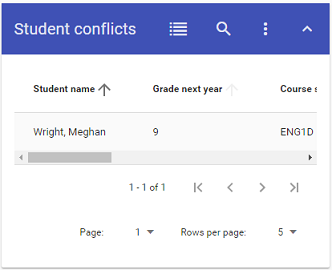 Student conflicts
Student name Grade next year Course s
Wright, Meghan 9 ENG1D
1 - 1 of 1
Page: 1 Rows per page: 5